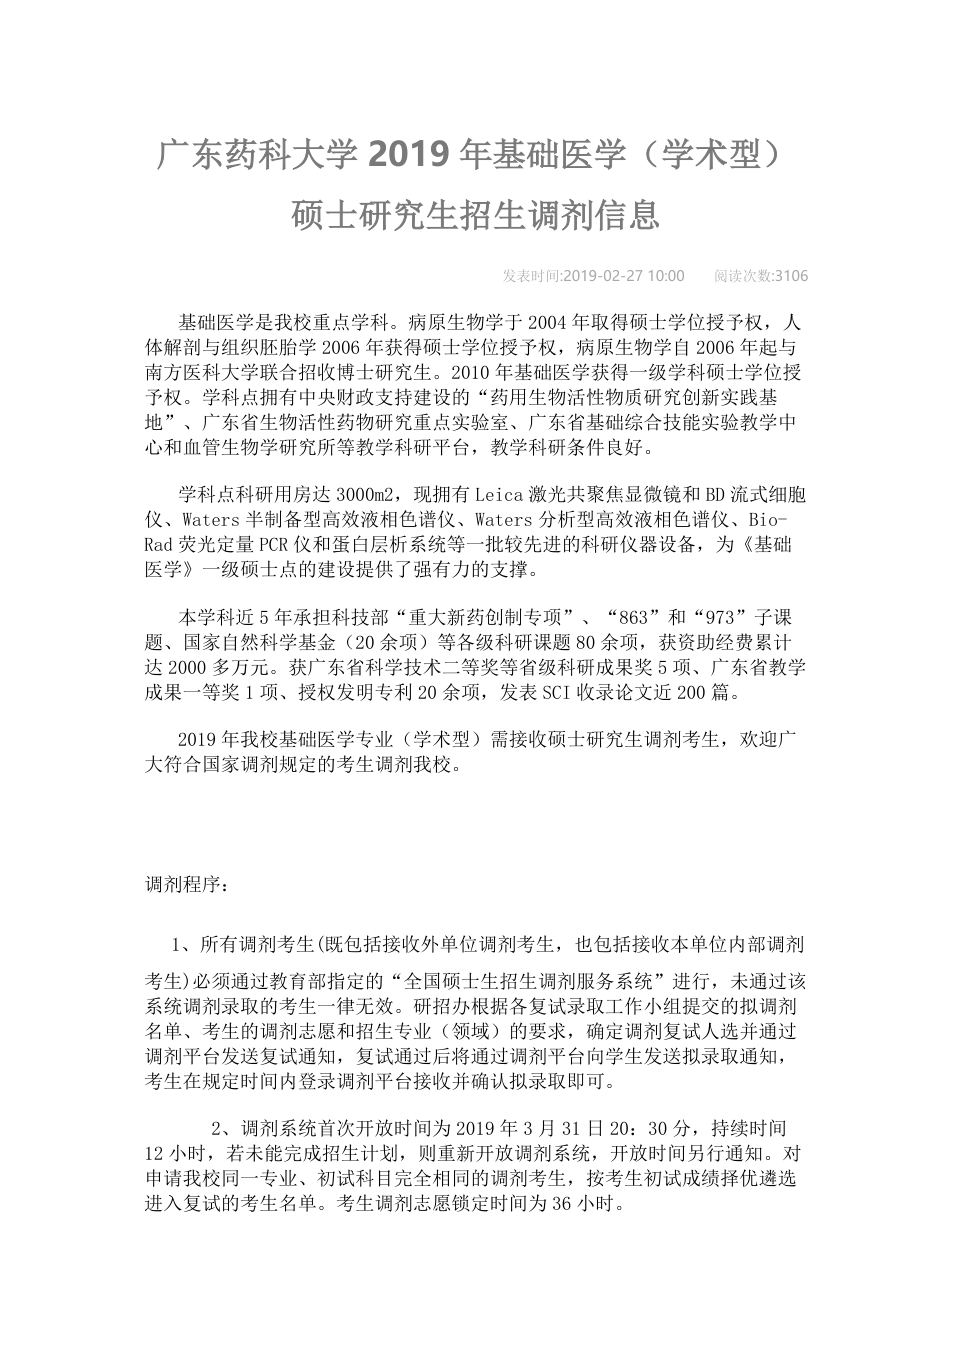 广东药科大学 2019 年基础医学（学术型）
硕士研究生招生调剂信息
发表时间:2019-02-27 10:00 阅读次数:3106
基础医学是我校重点学科。病原生物学于 2004 年取得硕士学位授予权，人
体解剖与组织胚胎学 2006 年获得硕士学位授予权，病原生物学自 2006 年起与
南方医科大学联合招收博士研究生。2010 年基础医学获得一级学科硕士学位授
予权。学科点拥有中央财政支持建设的“药用生物活性物质研究创新实践基
地”、广东省生物活性药物研究重点实验室、广东省基础综合技能实验教学中
心和血管生物学研究所等教学科研平台，教学科研条件良好。
学科点科研用房达 3000m2，现拥有 Leica 激光共聚焦显微镜和 BD 流式细胞
仪、Waters 半制备型高效液相色谱仪、Waters 分析型高效液相色谱仪、Bio-
Rad 荧光定量 PCR 仪和蛋白层析系统等一批较先进的科研仪器设备，为《基础
医学》一级硕士点的建设提供了强有力的支撑。
本学科近 5 年承担科技部“重大新药创制专项”、“863”和“973”子课
题、国家自然科学基金（20 余项）等各级科研课题 80 余项，获资助经费累计
达 2000 多万元。获广东省科学技术二等奖等省级科研成果奖 5 项、广东省教学
成果一等奖 1 项、授权发明专利 20 余项，发表 SCI 收录论文近 200 篇。
2019 年我校基础医学专业（学术型）需接收硕士研究生调剂考生，欢迎广
大符合国家调剂规定的考生调剂我校。
调剂程序：
1、所有调剂考生(既包括接收外单位调剂考生，也包括接收本单位内部调剂
考生)必须通过教育部指定的“全国硕士生招生调剂服务系统”进行，未通过该
系统调剂录取的考生一律无效。研招办根据各复试录取工作小组提交的拟调剂
名单、考生的调剂志愿和招生专业（领域）的要求，确定调剂复试人选并通过
调剂平台发送复试通知，复试通过后将通过调剂平台向学生发送拟录取通知，
考生在规定时间内登录调剂平台接收并确认拟录取即可。
2、调剂系统首次开放时间为 2019 年 3 月 31 日 20：30 分，持续时间
12 小时，若未能完成招生计划，则重新开放调剂系统，开放时间另行通知。对
申请我校同一专业、初试科目完全相同的调剂考生，按考生初试成绩择优遴选
进入复试的考生名单。考生调剂志愿锁定时间为 36 小时。